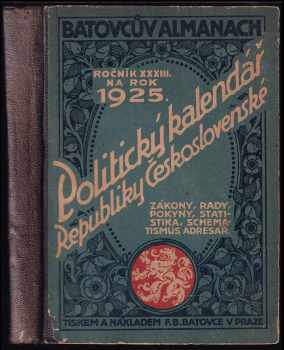 BATOVCŮV ALMANACH
ROČNÍK XXXIII.
NA ROK
1925.
Politický kalendář
Republiky Československé
ZÁKONY, RADY,
POKYNY, STATI-
STIKA, SCHEMA-
TISMUS ADRESÁŘ.
TISKEM A NÁKLADEM F. B. BATOVCE V PRAZE